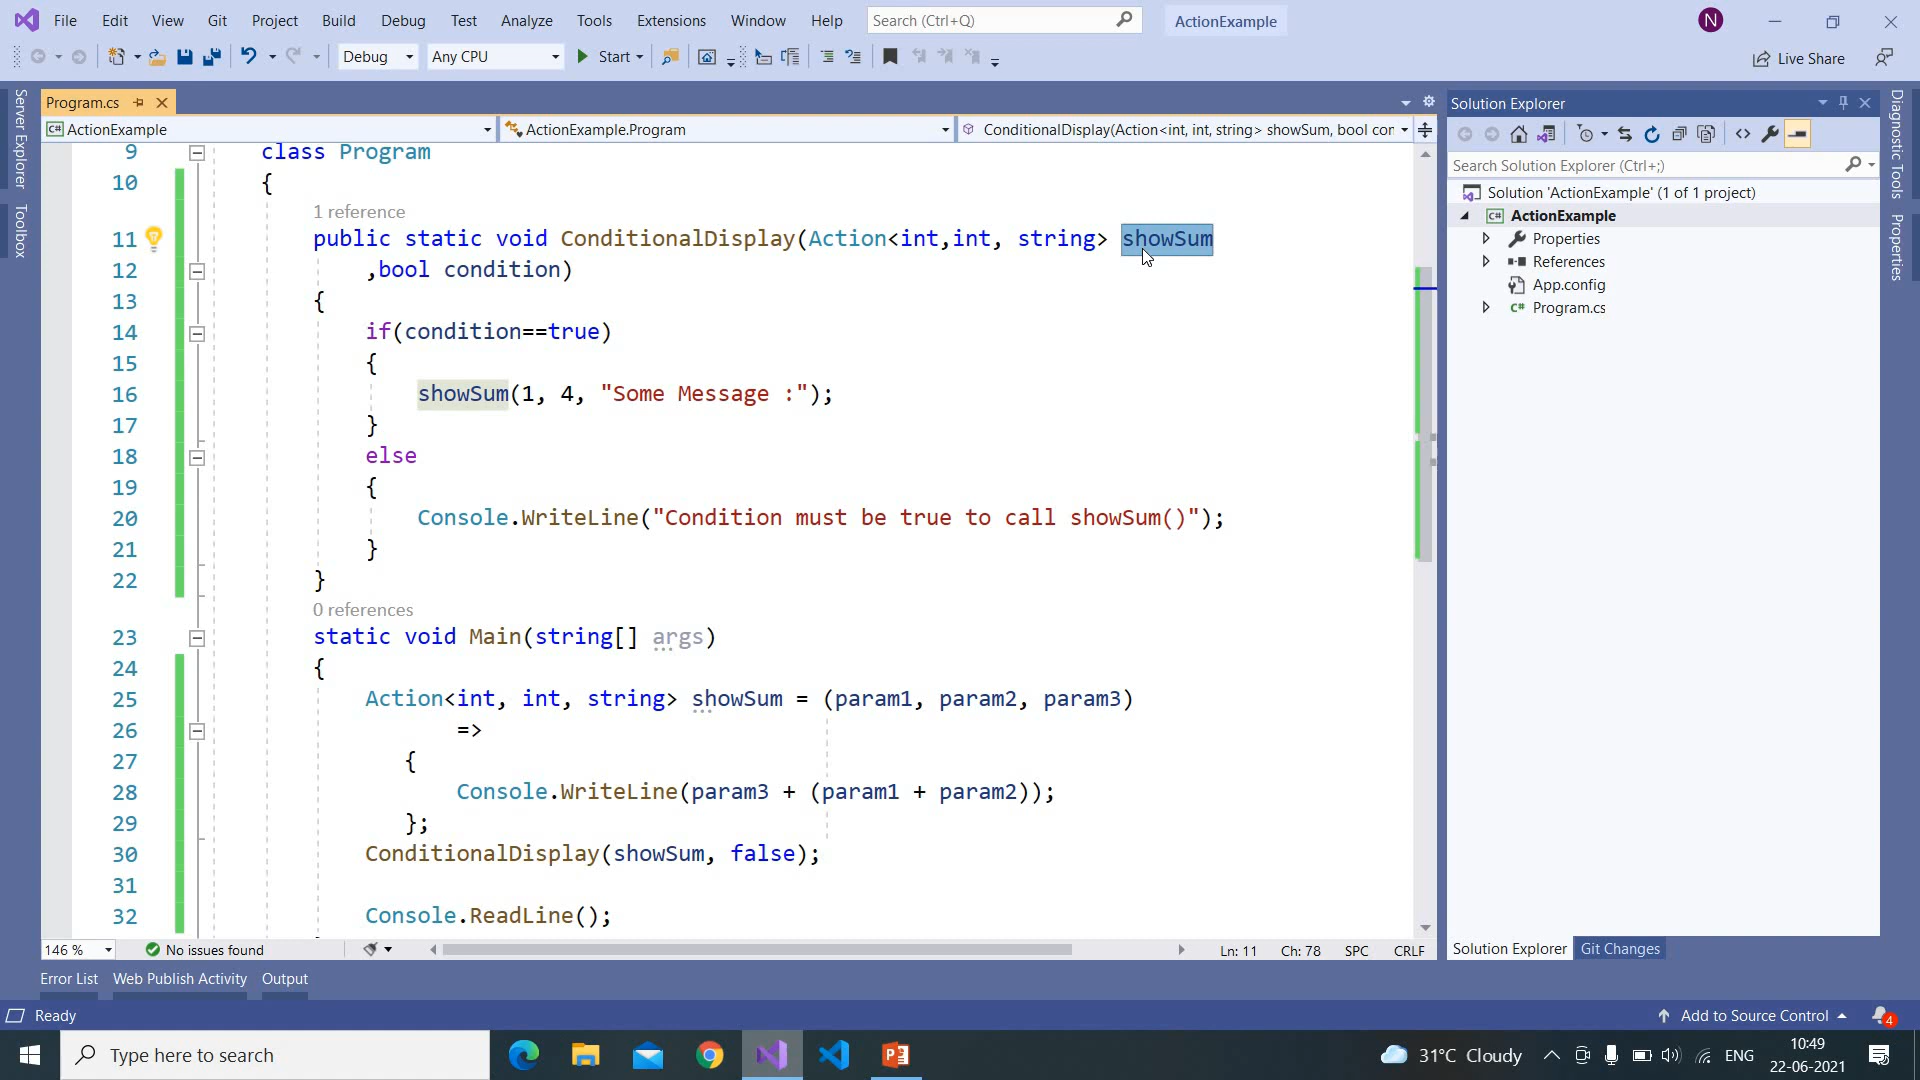 File Edit View Git Project Build Debug Test Analyze Tools Extensions Window Help Search (Ctrl+Q) ActionExample N
Debug Any CPU Start Live Share
Server Explorer
Toolbox
Program.cs
ActionExample ActionExample.Program ConditionalDisplay(Action<int, int, string> showSum, bool con
9 class Program
10 {
1 reference
11 public static void ConditionalDisplay(Action<int,int, string> showSum
12 ,bool condition)
13 {
14 if(condition==true)
15 {
16 showSum(1, 4, "Some Message :");
17 }
18 else
19 {
20 Console.WriteLine("Condition must be true to call showSum()");
21 }
22 }
0 references
23 static void Main(string[] args)
24 {
25 Action<int, int, string> showSum = (param1, param2, param3)
26 =>
27 {
28 Console.WriteLine(param3 + (param1 + param2));
29 };
30 ConditionalDisplay(showSum, false);
31
32 Console.ReadLine();
146 % No issues found Ln: 11 Ch: 78 SPC CRLF
Solution Explorer
Search Solution Explorer (Ctrl+;)
Solution 'ActionExample' (1 of 1 project)
C# ActionExample
Properties
References
App.config
C# Program.cs
Solution Explorer Git Changes
Diagnostic Tools
Properties
Error List Web Publish Activity Output
Ready Add to Source Control 4
Type here to search 31°C Cloudy ENG 10:49
22-06-2021